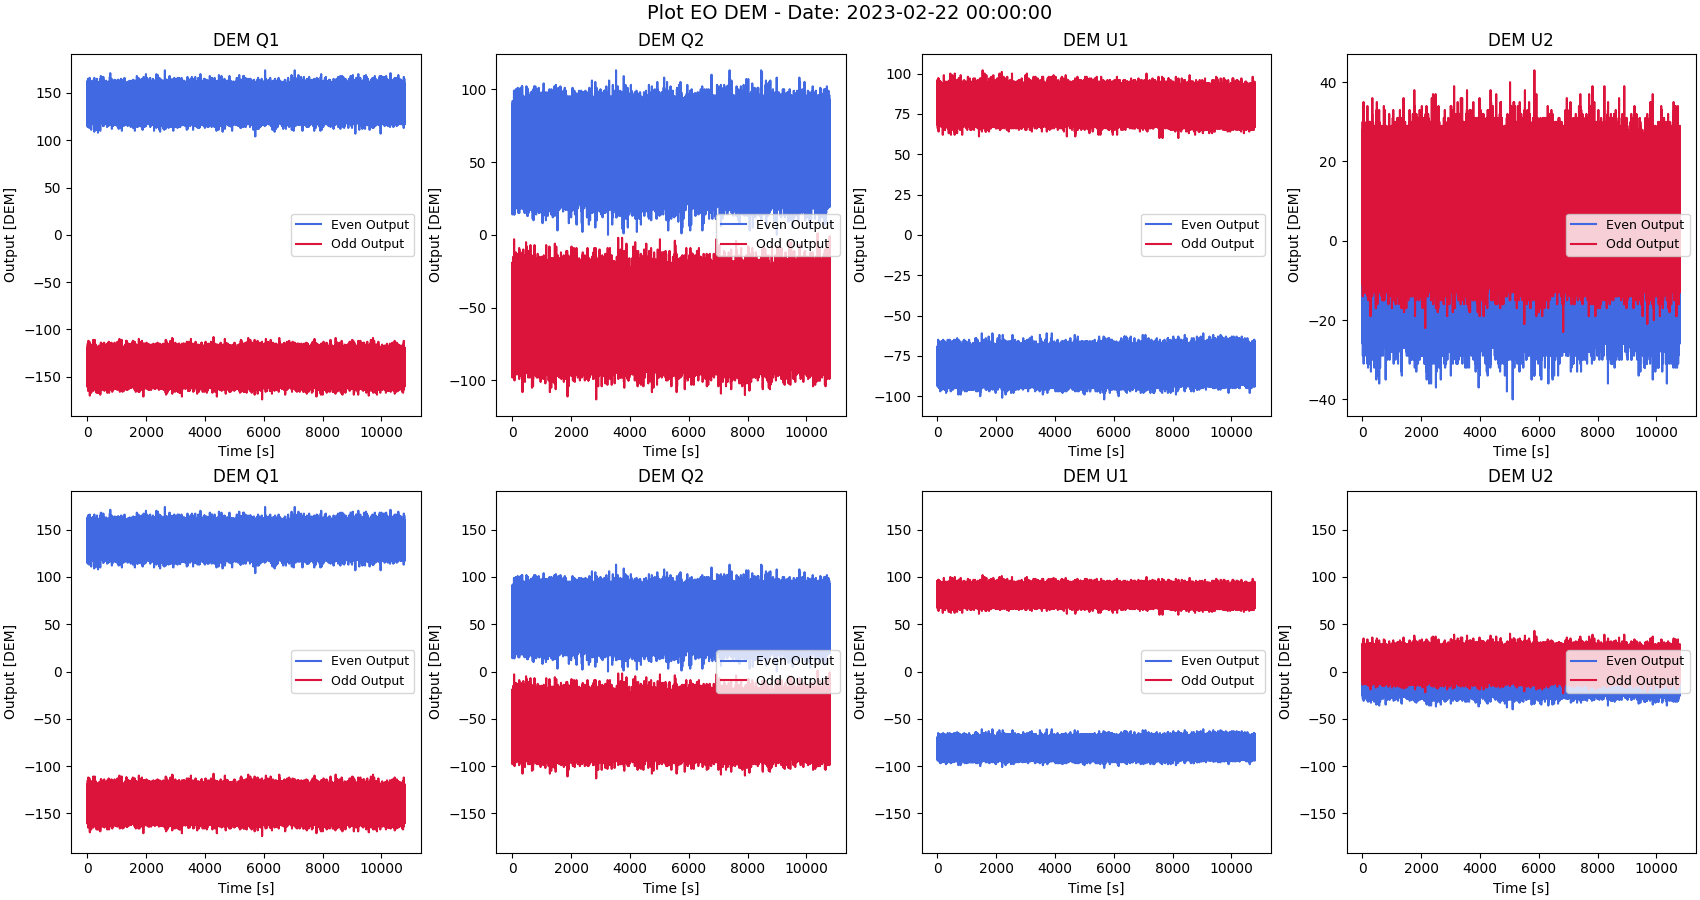 Plot EO DEM - Date: 2023-02-22 00:00:00
DEM Q1
Output [DEM]
150
100
50
0
−50
−100
−150
Even Output
Odd Output
0 2000 4000 6000 8000 10000
Time [s]
DEM Q2
Output [DEM]
100
50
0
−50
−100
Even Output
Odd Output
0 2000 4000 6000 8000 10000
Time [s]
DEM U1
Output [DEM]
100
75
50
25
0
−25
−50
−75
−100
Even Output
Odd Output
0 2000 4000 6000 8000 10000
Time [s]
DEM U2
Output [DEM]
40
20
0
−20
−40
Even Output
Odd Output
0 2000 4000 6000 8000 10000
Time [s]
DEM Q1
Output [DEM]
150
100
50
0
−50
−100
−150
Even Output
Odd Output
0 2000 4000 6000 8000 10000
Time [s]
DEM Q2
Output [DEM]
150
100
50
0
−50
−100
−150
Even Output
Odd Output
0 2000 4000 6000 8000 10000
Time [s]
DEM U1
Output [DEM]
150
100
50
0
−50
−100
−150
Even Output
Odd Output
0 2000 4000 6000 8000 10000
Time [s]
DEM U2
Output [DEM]
150
100
50
0
−50
−100
−150
Even Output
Odd Output
0 2000 4000 6000 8000 10000
Time [s]